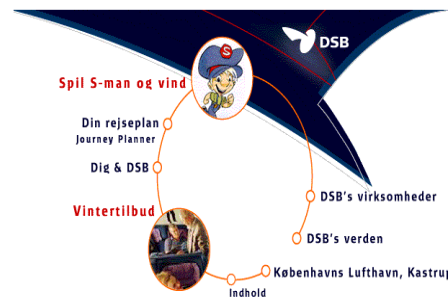 DSB
Spil S-man og vind
S
Din rejseplan
Journey Planner
Dig & DSB
Vintertilbud
DSB's virksomheder
DSB's verden
Københavns Lufthavn, Kastrup
Indhold